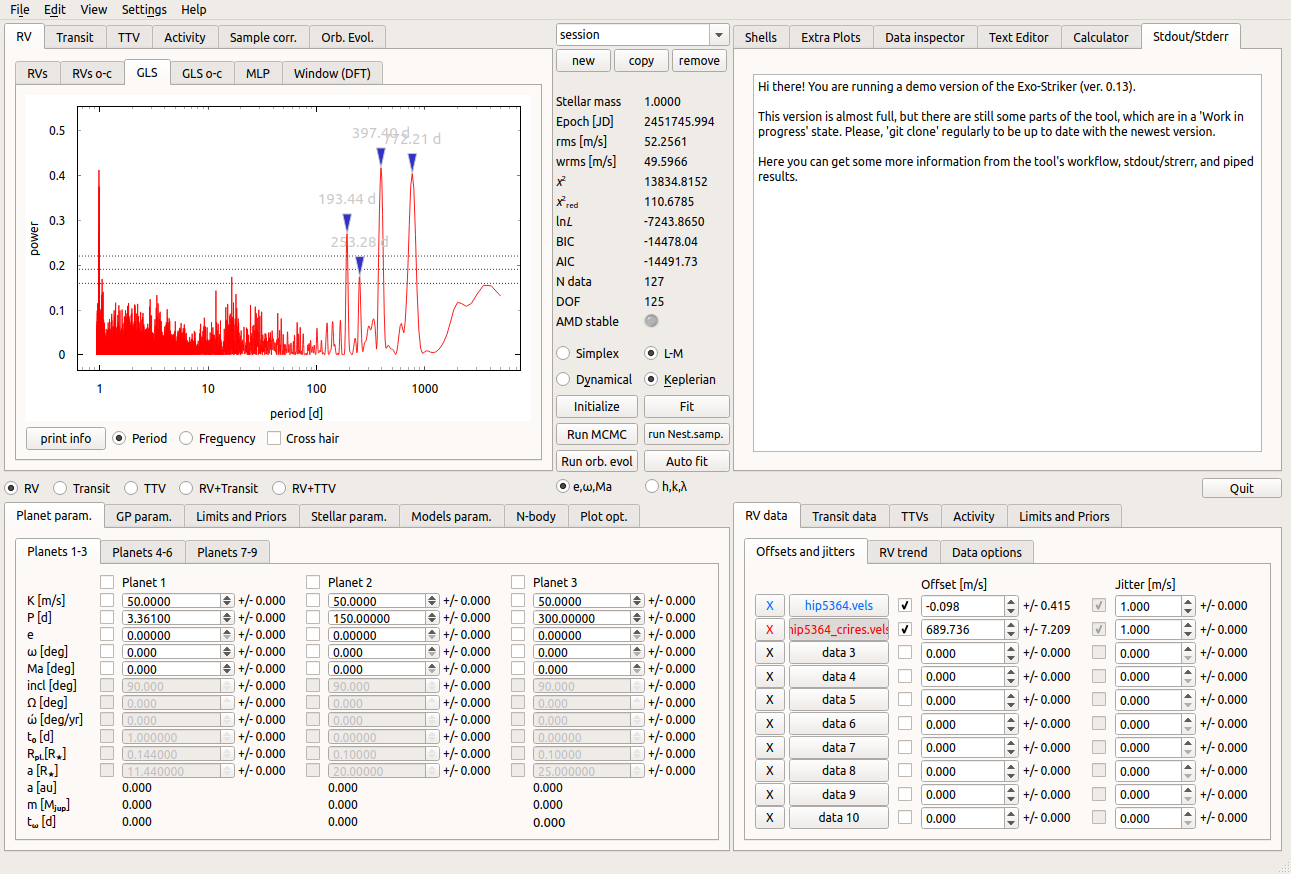 File Edit View Settings Help
RV Transit TTV Activity Sample corr. Orb. Evol.
RVs RVs o-c GLS GLS o-c MLP Window (DFT)
397.40 d
772.21 d
193.44 d
253.28 d
0.5
0.4
0.3
0.2
0.1
0
power
1 10 100 1000
period [d]
print info Period Frequency Cross hair
session
new copy remove
Stellar mass 1.0000
Epoch [JD] 2451745.994
rms [m/s] 52.2561
wrms [m/s] 49.5966
χ² 13834.8152
χ²red 110.6785
lnL -7243.8650
BIC -14478.04
AIC -14491.73
N data 127
DOF 125
AMD stable
Simplex L-M
Dynamical Keplerian
Initialize Fit
Run MCMC run Nest.samp.
Run orb. evol Auto fit
e,ω,Ma h,k,λ
Shells Extra Plots Data inspector Text Editor Calculator Stdout/Stderr
Hi there! You are running a demo version of the Exo-Striker (ver. 0.13).
This version is almost full, but there are still some parts of the tool, which are in a 'Work in
progress' state. Please, 'git clone' regularly to be up to date with the newest version.
Here you can get some more information from the tool's workflow, stdout/strerr, and piped
results.
RV Transit TTV RV+Transit RV+TTV
Quit
Planet param. GP param. Limits and Priors Stellar param. Models param. N-body Plot opt.
Planets 1-3 Planets 4-6 Planets 7-9
Planet 1 Planet 2 Planet 3
K [m/s] 50.0000 +/- 0.000 50.0000 +/- 0.000 50.0000 +/- 0.000
P [d] 3.36100 +/- 0.000 150.00000 +/- 0.000 300.00000 +/- 0.000
e 0.00000 +/- 0.000 0.00000 +/- 0.000 0.00000 +/- 0.000
ω [deg] 0.000 +/- 0.000 0.000 +/- 0.000 0.000 +/- 0.000
Ma [deg] 0.000 +/- 0.000 0.000 +/- 0.000 0.000 +/- 0.000
incl [deg] 90.000 +/- 0.000 90.000 +/- 0.000 90.000 +/- 0.000
Ω [deg] 0.000 +/- 0.000 0.000 +/- 0.000 0.000 +/- 0.000
ώ [deg/yr] 0.000 +/- 0.000 0.000 +/- 0.000 0.000 +/- 0.000
t₀ [d] 1.000000 +/- 0.000 0.00000 +/- 0.000 0.00000 +/- 0.000
Rpl.[R★] 0.144000 +/- 0.000 0.10000 +/- 0.000 0.10000 +/- 0.000
a [R★] 11.440000 +/- 0.000 20.00000 +/- 0.000 25.000000 +/- 0.000
a [au] 0.000 0.000 0.000
m [Mjup] 0.000 0.000 0.000
tω [d] 0.000 0.000 0.000
RV data Transit data TTVs Activity Limits and Priors
Offsets and jitters RV trend Data options
Offset [m/s] Jitter [m/s]
X hip5364.vels -0.098 +/- 0.415 1.000 +/- 0.000
X hip5364_crires.vels 689.736 +/- 7.209 1.000 +/- 0.000
X data 3 0.000 +/- 0.000 0.000 +/- 0.000
X data 4 0.000 +/- 0.000 0.000 +/- 0.000
X data 5 0.000 +/- 0.000 0.000 +/- 0.000
X data 6 0.000 +/- 0.000 0.000 +/- 0.000
X data 7 0.000 +/- 0.000 0.000 +/- 0.000
X data 8 0.000 +/- 0.000 0.000 +/- 0.000
X data 9 0.000 +/- 0.000 0.000 +/- 0.000
X data 10 0.000 +/- 0.000 0.000 +/- 0.000